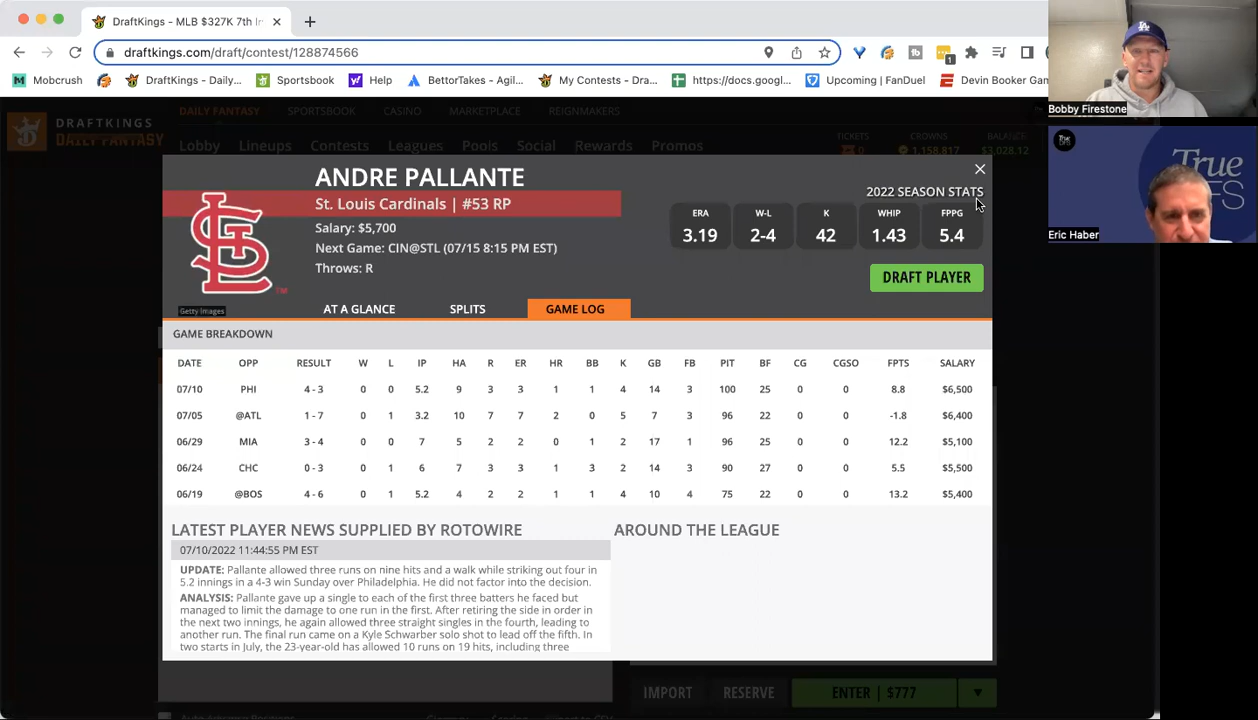 DraftKings - MLB $327K 7th In
draftkings.com/draft/contest/128874566
Mobcrush
DraftKings - Daily...
Sportsbook
Help
BettorTakes - Agil...
My Contests - Dra...
https://docs.googl...
Upcoming | FanDuel
Devin Booker Gam
Bobby Firestone
True
Eric Haber
DAILY FANTASY SPORTSBOOK CASINO MARKETPLACE REIGNMAKERS
DRAFTKINGS
DAILY FANTASY
Lobby Lineups Contests Leagues Pools Social Rewards Promos
TICKETS CROWNS BALANCE
0 1,158,817 $3,028.12
ANDRE PALLANTE
St. Louis Cardinals | #53 RP
Salary: $5,700
Next Game: CIN@STL (07/15 8:15 PM EST)
Throws: R
Getty Images
2022 SEASON STATS
ERA W-L K WHIP FPPG
3.19 2-4 42 1.43 5.4
DRAFT PLAYER
AT A GLANCE SPLITS GAME LOG
GAME BREAKDOWN
DATE OPP RESULT W L IP HA R ER HR BB K GB FB PIT BF CG CGSO FPTS SALARY
07/10 PHI 4 - 3 0 0 5.2 9 3 3 1 1 4 14 3 100 25 0 0 8.8 $6,500
07/05 @ATL 1 - 7 0 1 3.2 10 7 7 2 0 5 7 3 96 22 0 0 -1.8 $6,400
06/29 MIA 3 - 4 0 0 7 5 2 2 0 1 2 17 1 96 25 0 0 12.2 $5,100
06/24 CHC 0 - 3 0 1 6 7 3 3 1 3 2 14 3 90 27 0 0 5.5 $5,500
06/19 @BOS 4 - 6 0 1 5.2 4 2 2 1 1 4 10 4 75 22 0 0 13.2 $5,400
LATEST PLAYER NEWS SUPPLIED BY ROTOWIRE
07/10/2022 11:44:55 PM EST
UPDATE: Pallante allowed three runs on nine hits and a walk while striking out four in
5.2 innings in a 4-3 win Sunday over Philadelphia. He did not factor into the decision.
ANALYSIS: Pallante gave up a single to each of the first three batters he faced but
managed to limit the damage to one run in the first. After retiring the side in order in
the next two innings, he again allowed three straight singles in the fourth, leading to
another run. The final run came on a Kyle Schwarber solo shot to lead off the fifth. In
two starts in July, the 23-year-old has allowed 10 runs on 19 hits, including three
AROUND THE LEAGUE
IMPORT RESERVE ENTER | $777